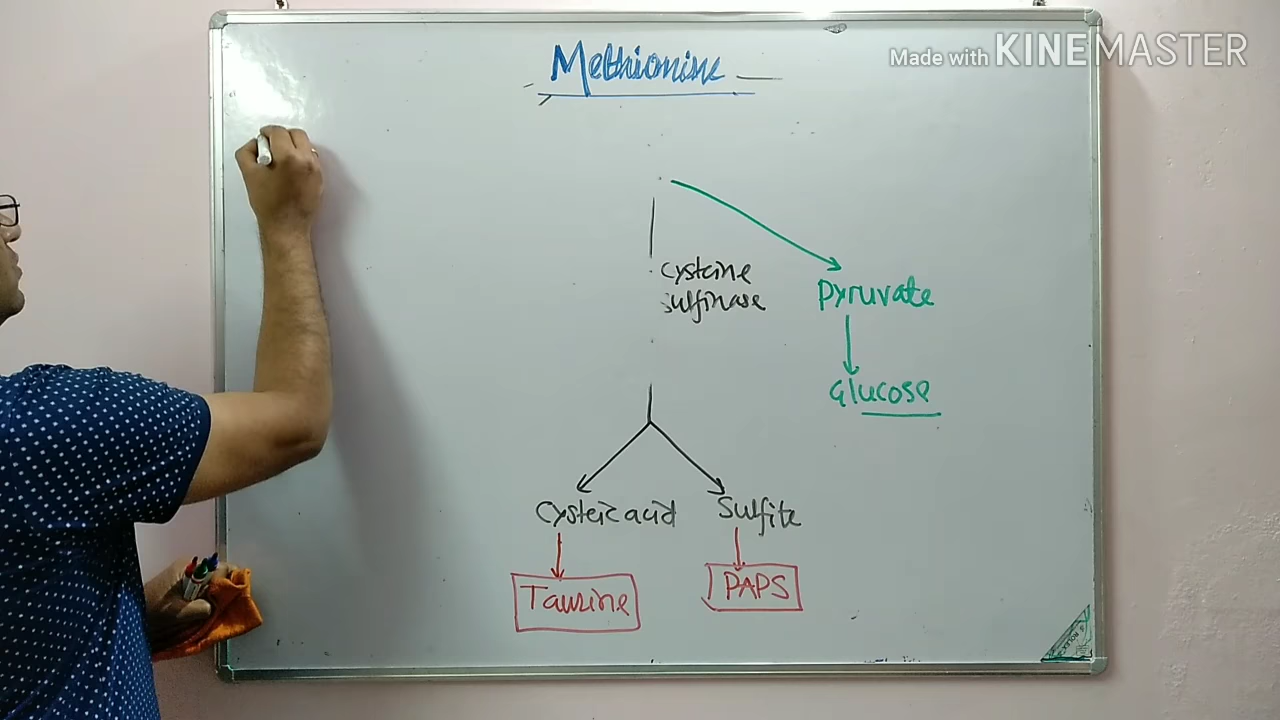 Made with KINEMASTER
Methionine
Cysteine
sulfinase
Pyruvate
Glucose
Cysteic acid
Sulfite
Taurine
PAPS